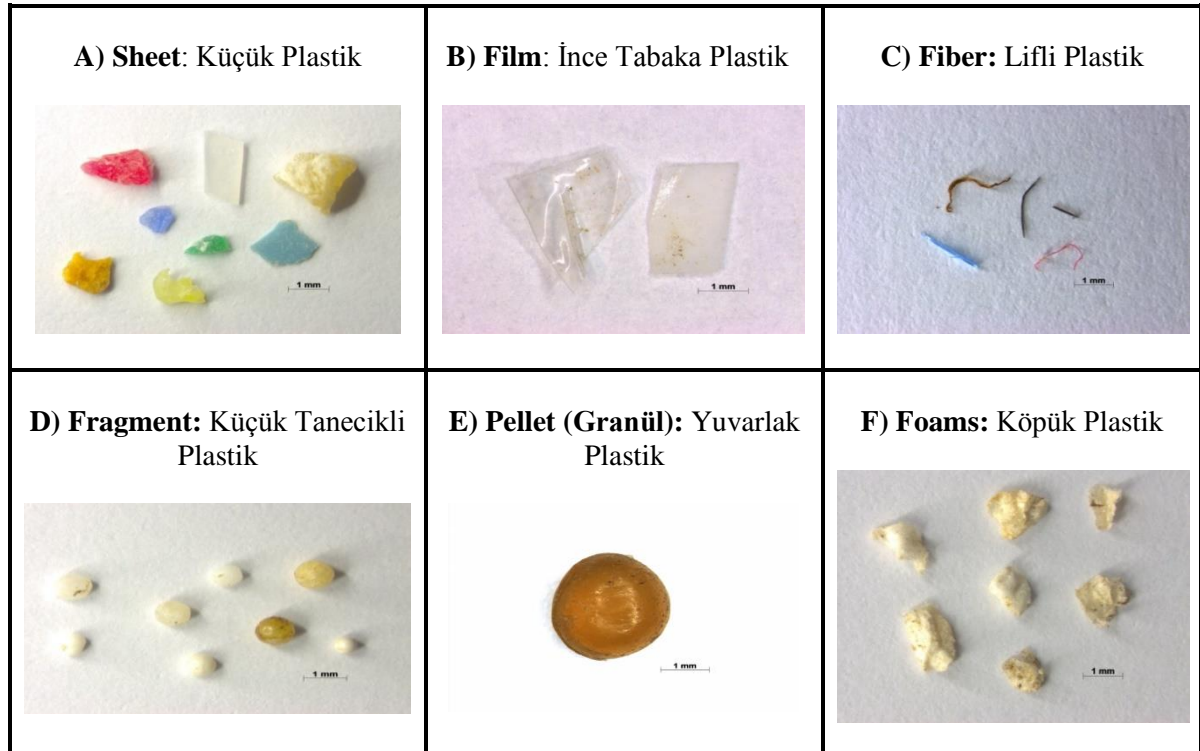 A) Sheet: Küçük Plastik
B) Film: İnce Tabaka Plastik
C) Fiber: Lifli Plastik
1 mm
1 mm
1 mm
D) Fragment: Küçük Tanecikli
Plastik
E) Pellet (Granül): Yuvarlak
Plastik
F) Foams: Köpük Plastik
1 mm
1 mm
1 mm